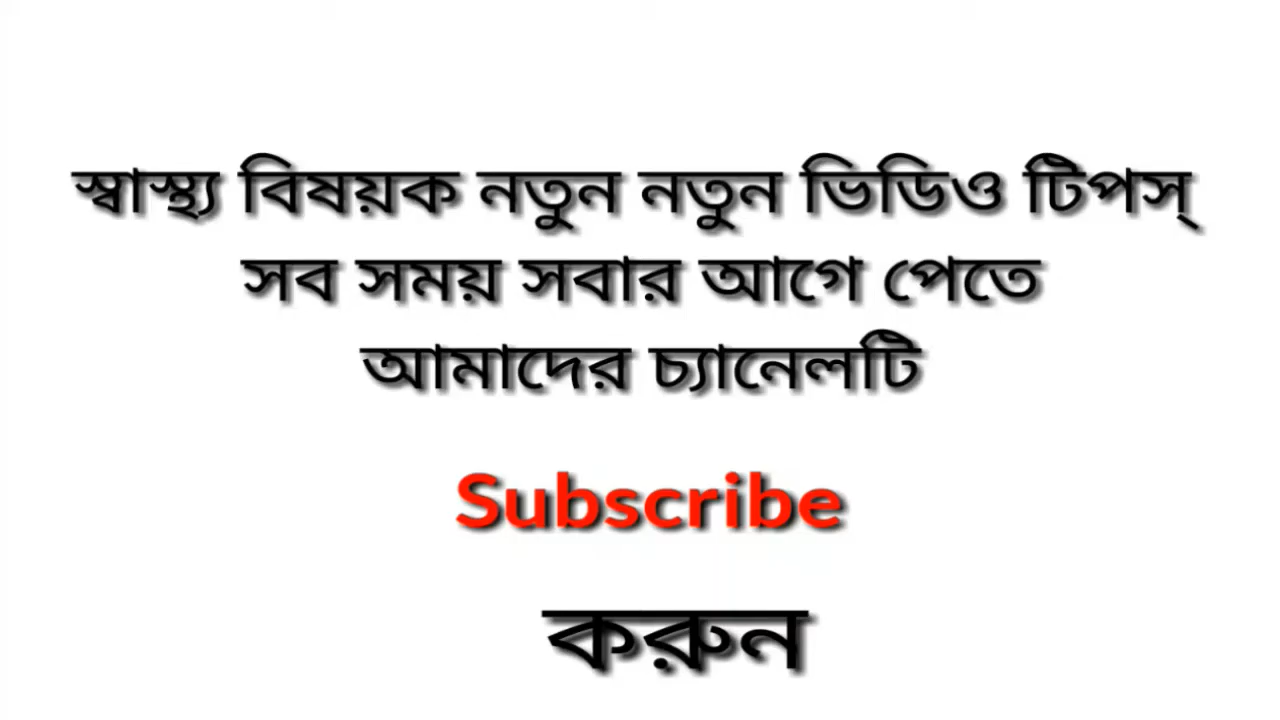 স্বাস্থ্য বিষয়ক নতুন নতুন ভিডিও টিপস্
সব সময় সবার আগে পেতে
আমাদের চ্যানেলটি
Subscribe
করুন